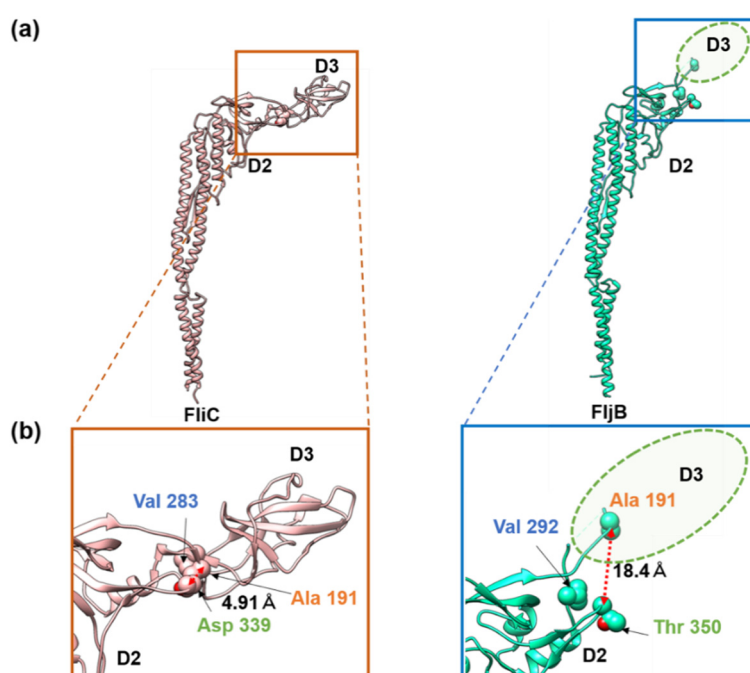 (a)
D3
D2
FliC
D3
D2
FljB
(b)
D3
Val 283
4.91 Å
Ala 191
Asp 339
D2
D3
Ala 191
Val 292
18.4 Å
Thr 350
D2